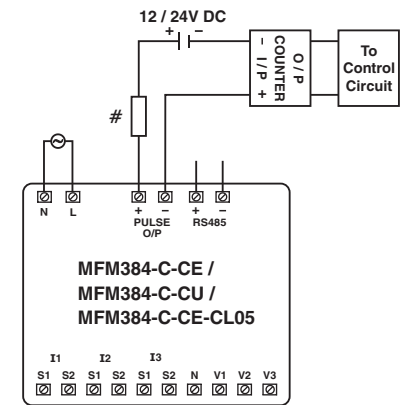 12 / 24V DC
+ −
− I/P +
COUNTER
O / P
To
Control
Circuit
#
N L + − + −
PULSE
O/P
RS485
MFM384-C-CE /
MFM384-C-CU /
MFM384-C-CE-CL05
I1 I2 I3
S1 S2 S1 S2 S1 S2 N V1 V2 V3